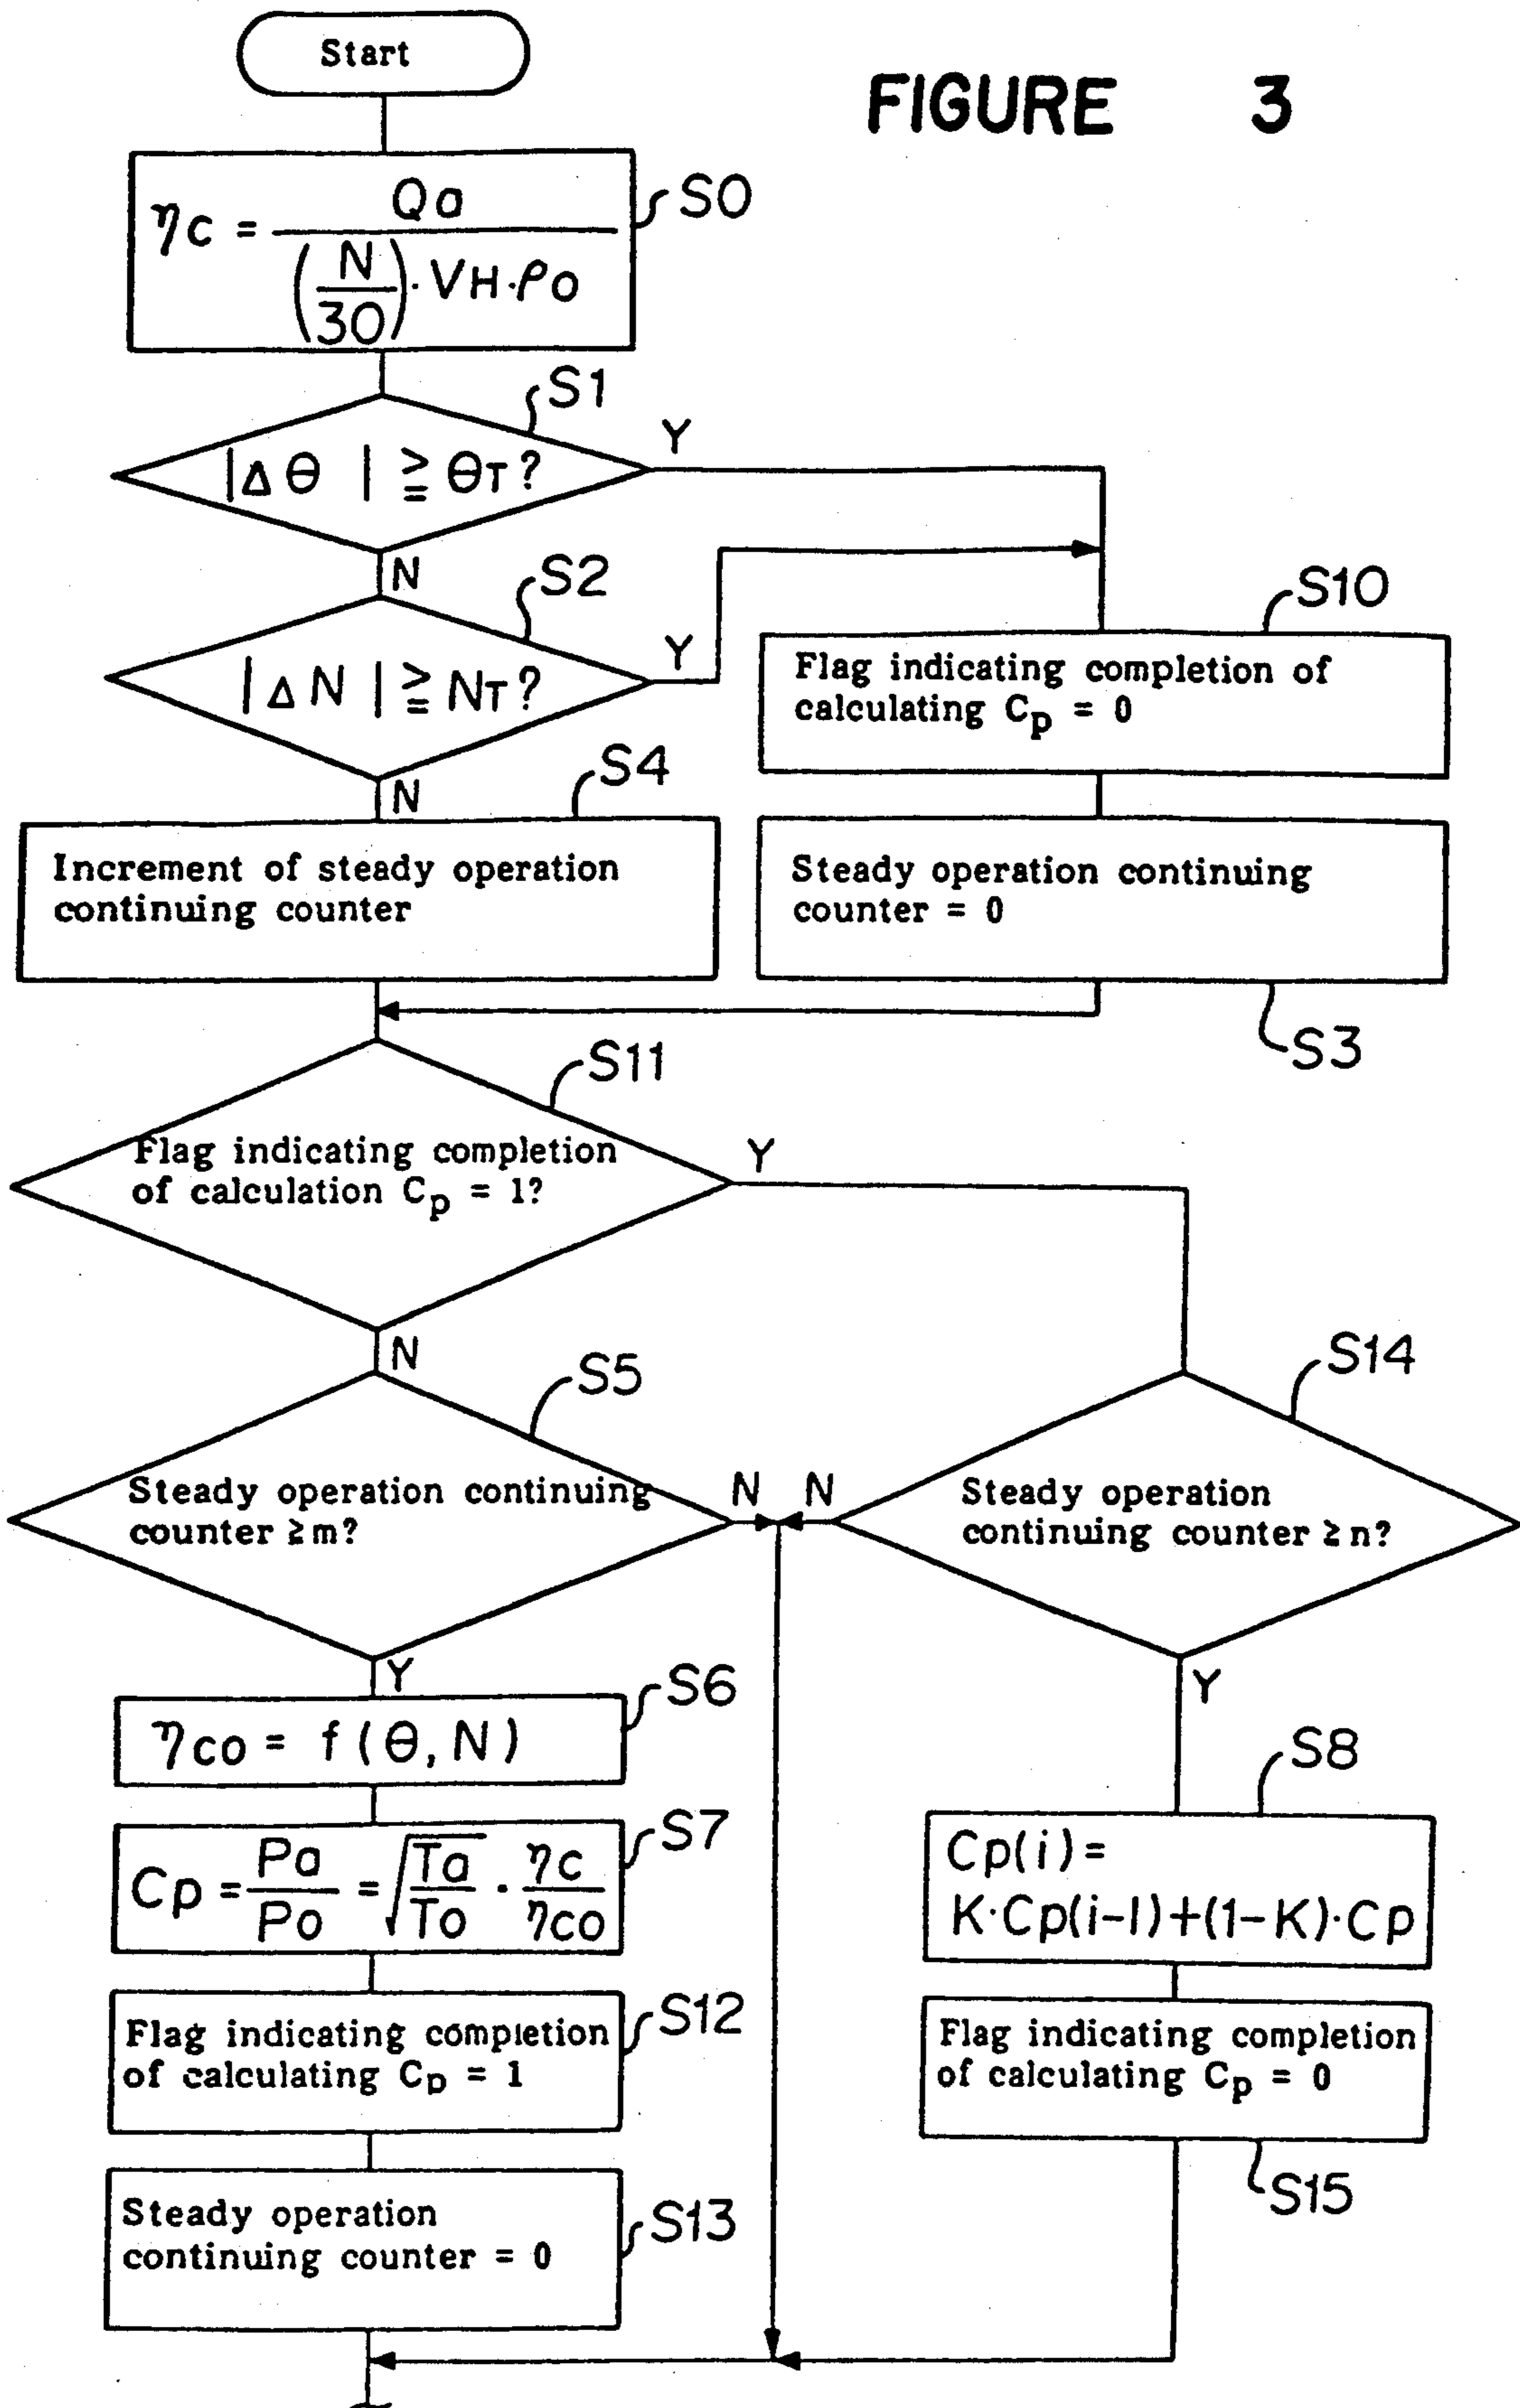 Start
FIGURE 3
ηc = Qa / (N/30)·VH·ρo
S0
S1
|Δθ| ≧ θT?
Y
N
S2
|ΔN| ≧ NT?
Y
N
S10
Flag indicating completion of
calculating Cp = 0
S4
Increment of steady operation
continuing counter
Steady operation continuing
counter = 0
S3
S11
Flag indicating completion
of calculation Cp = 1?
Y
N
S5
Steady operation continuing
counter ≥ m?
N
N
S14
Steady operation
continuing counter ≥ n?
Y
Y
S6
ηco = f(θ, N)
S7
Cp = Pa/Po = √(Ta/To) · ηc/ηco
S8
Cp(i)=
K·Cp(i-1)+(1-K)·Cp
S12
Flag indicating completion
of calculating Cp = 1
Flag indicating completion
of calculating Cp = 0
S15
S13
Steady operation
continuing counter = 0